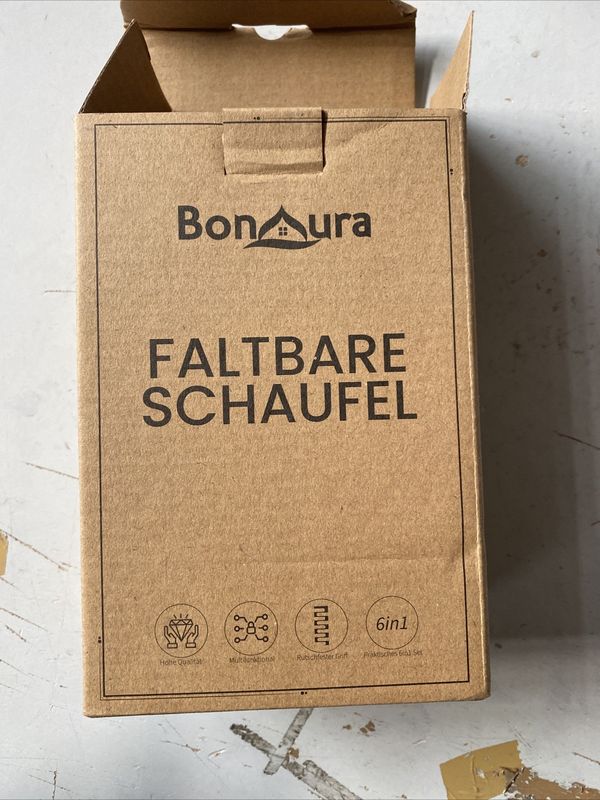 BonAura
FALTBARE
SCHAUFEL
6in1
Hohe Qualität
Multifunktional
Rutschfester Griff
Praktisches 6in1 Set